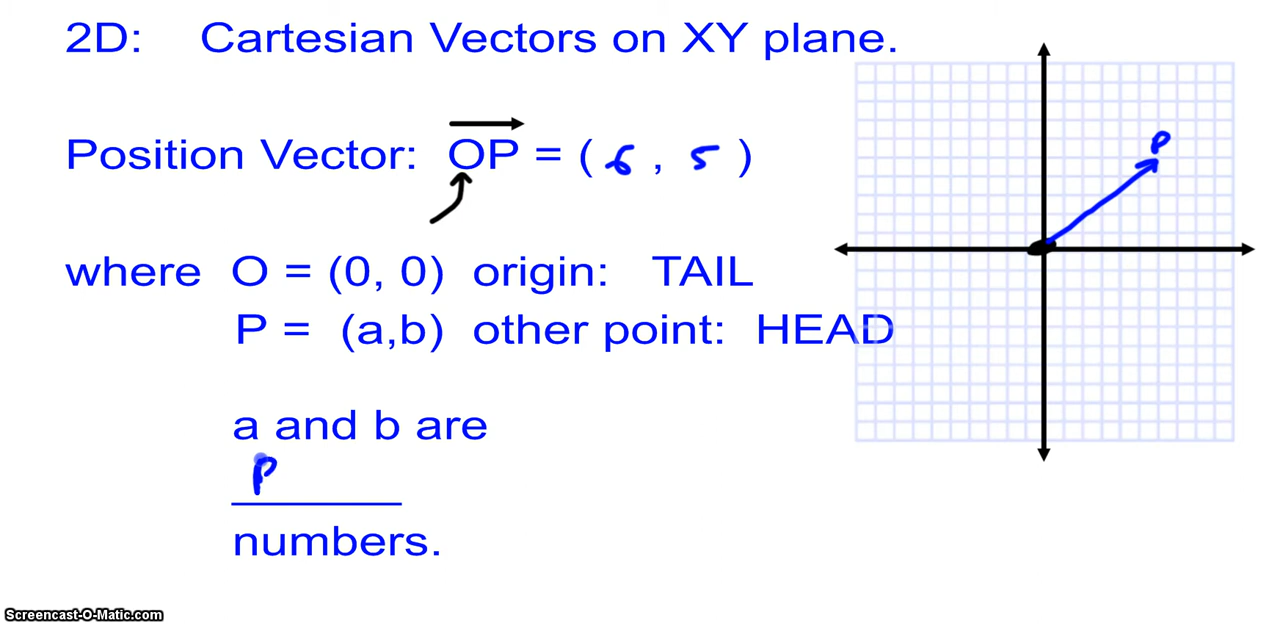 2D: Cartesian Vectors on XY plane.
Position Vector: OP = ( 6 , 5 )
P
where O = (0, 0) origin: TAIL
P = (a,b) other point: HEAD
a and b are
P
numbers.
Screencast-O-Matic.com